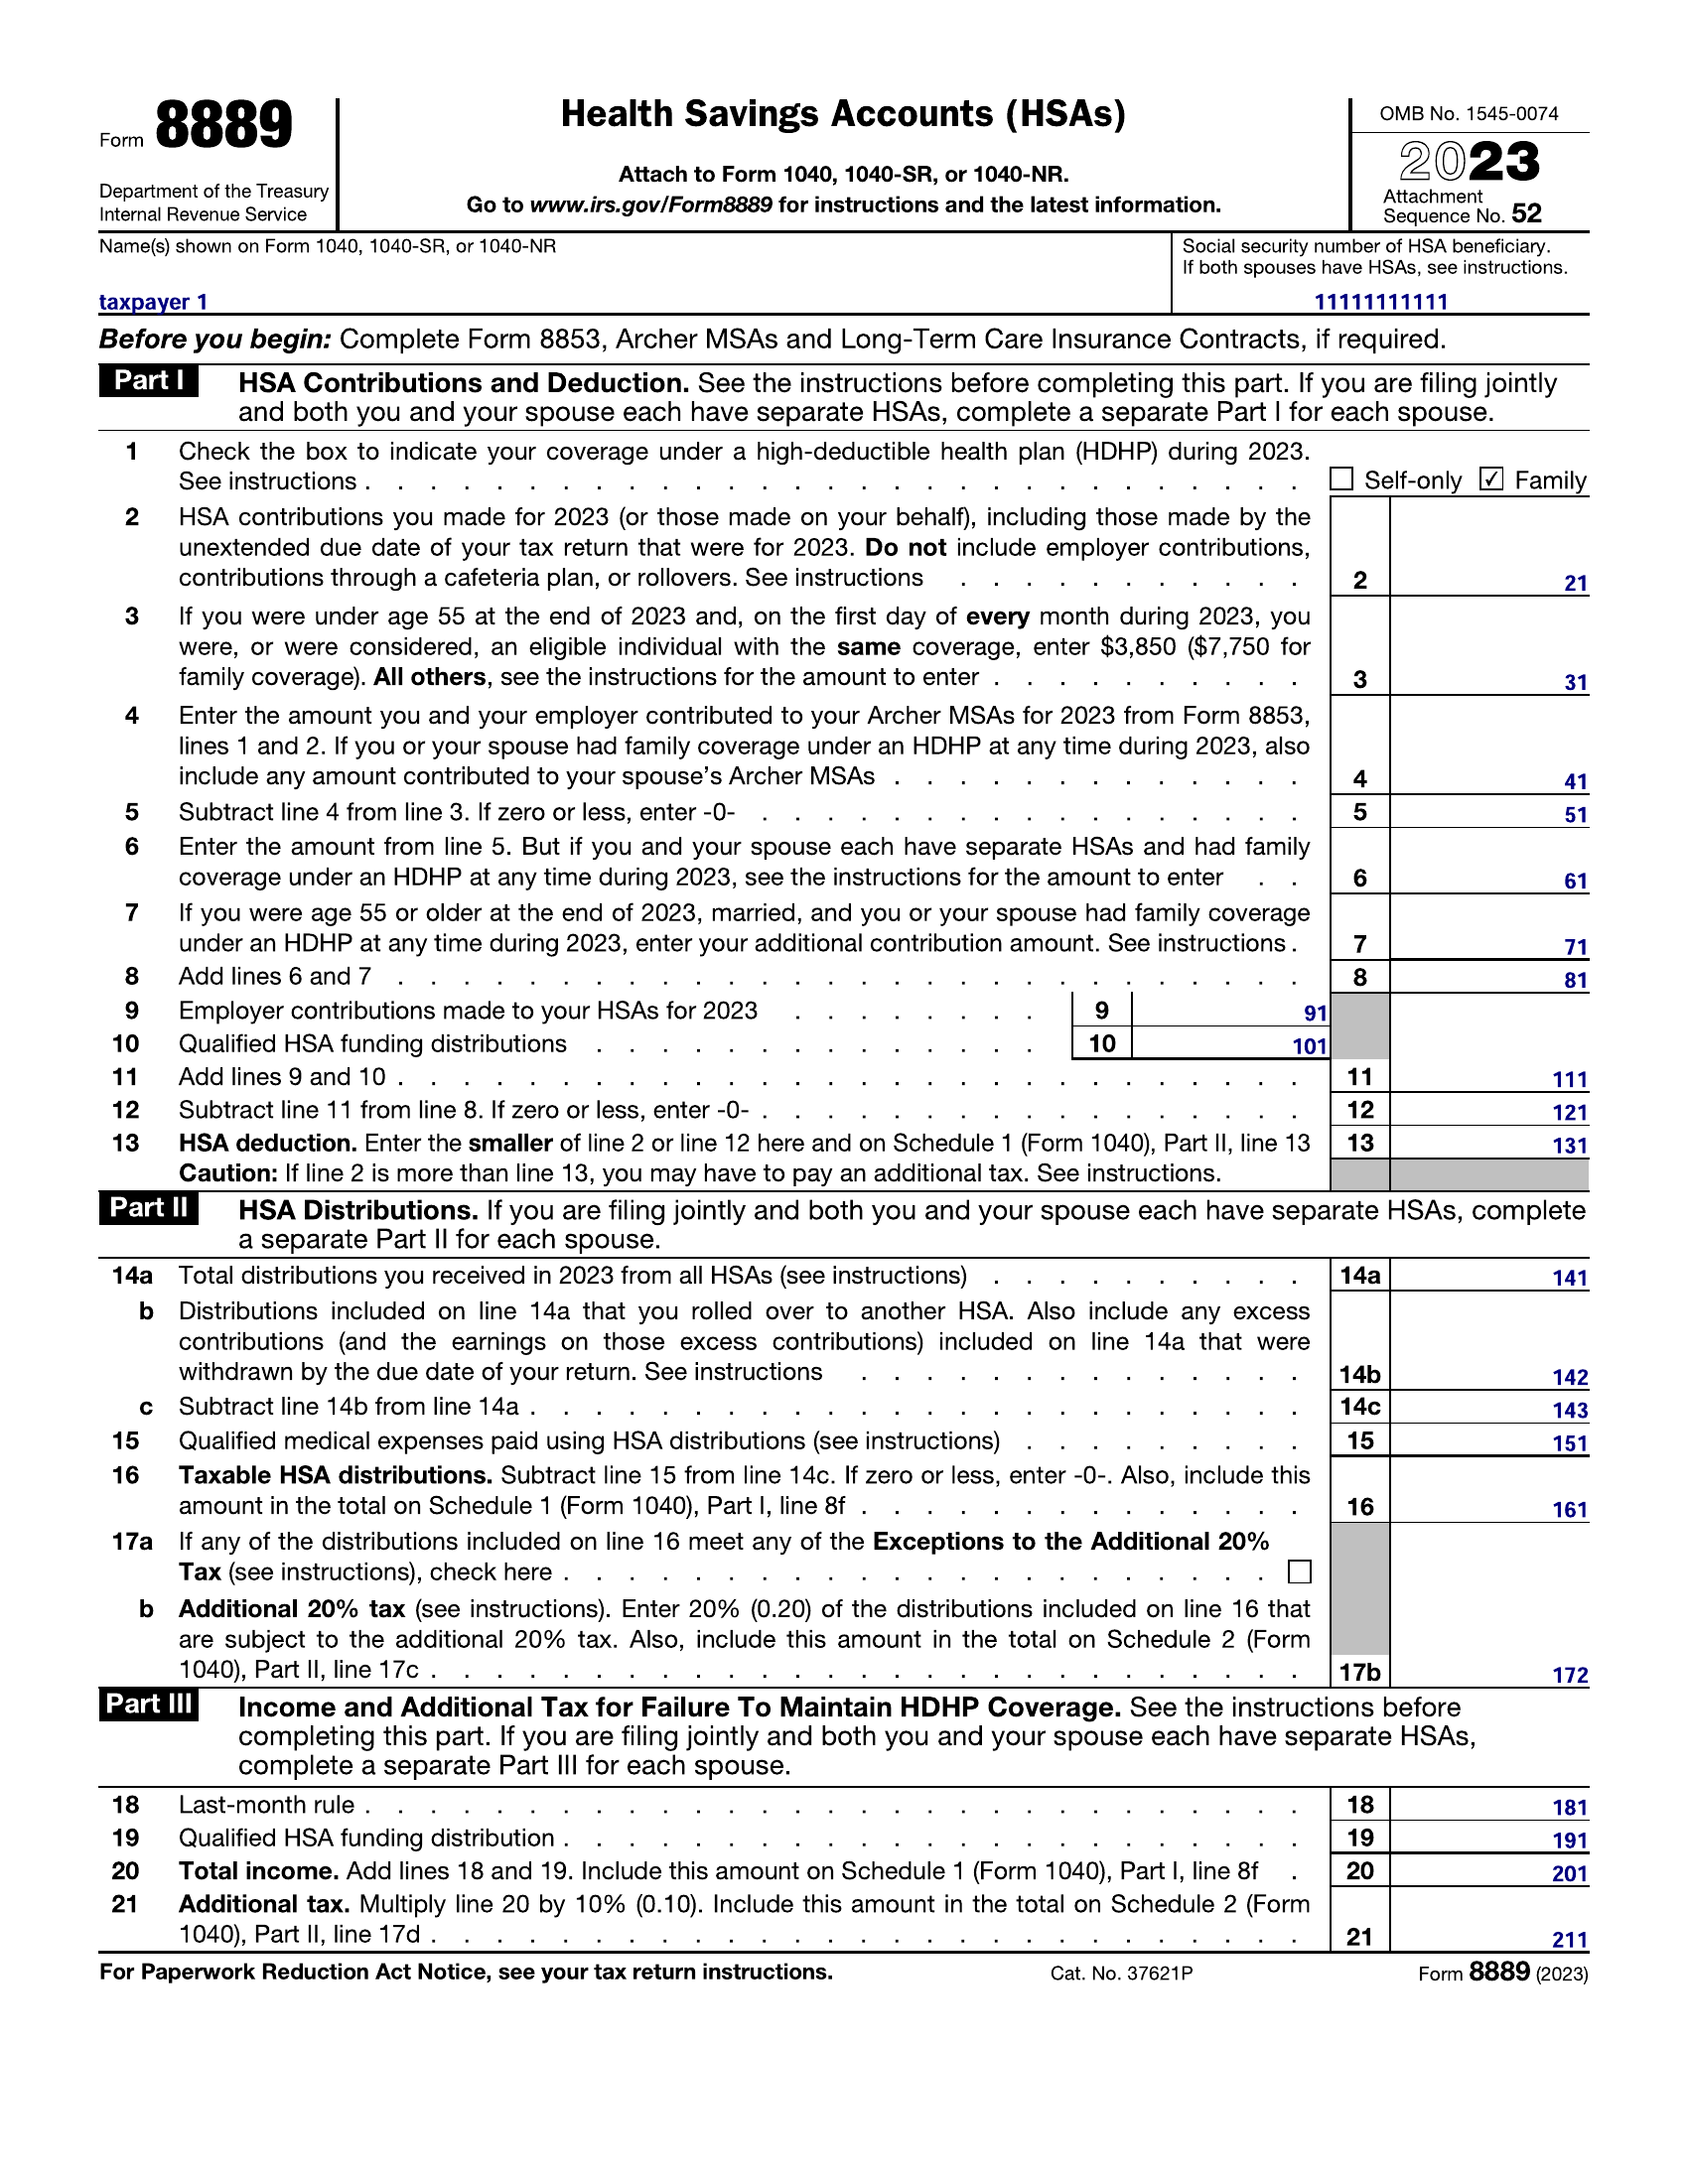 Form 8889
Department of the Treasury
Internal Revenue Service
Health Savings Accounts (HSAs)
Attach to Form 1040, 1040-SR, or 1040-NR.
Go to www.irs.gov/Form8889 for instructions and the latest information.
OMB No. 1545-0074
2023
Attachment
Sequence No. 52
Name(s) shown on Form 1040, 1040-SR, or 1040-NR
taxpayer 1
Social security number of HSA beneficiary.
If both spouses have HSAs, see instructions.
11111111111
Before you begin: Complete Form 8853, Archer MSAs and Long-Term Care Insurance Contracts, if required.
Part I HSA Contributions and Deduction. See the instructions before completing this part. If you are filing jointly
and both you and your spouse each have separate HSAs, complete a separate Part I for each spouse.
1 Check the box to indicate your coverage under a high-deductible health plan (HDHP) during 2023.
See instructions . . . . . . . . . . . . . . . . . . . . . . . . . . . . . Self-only ✓ Family
2 HSA contributions you made for 2023 (or those made on your behalf), including those made by the
unextended due date of your tax return that were for 2023. Do not include employer contributions,
contributions through a cafeteria plan, or rollovers. See instructions . . . . . . . . . . . 2 21
3 If you were under age 55 at the end of 2023 and, on the first day of every month during 2023, you
were, or were considered, an eligible individual with the same coverage, enter $3,850 ($7,750 for
family coverage). All others, see the instructions for the amount to enter . . . . . . . . . . 3 31
4 Enter the amount you and your employer contributed to your Archer MSAs for 2023 from Form 8853,
lines 1 and 2. If you or your spouse had family coverage under an HDHP at any time during 2023, also
include any amount contributed to your spouse's Archer MSAs . . . . . . . . . . . . . 4 41
5 Subtract line 4 from line 3. If zero or less, enter -0- . . . . . . . . . . . . . . . . . 5 51
6 Enter the amount from line 5. But if you and your spouse each have separate HSAs and had family
coverage under an HDHP at any time during 2023, see the instructions for the amount to enter . . 6 61
7 If you were age 55 or older at the end of 2023, married, and you or your spouse had family coverage
under an HDHP at any time during 2023, enter your additional contribution amount. See instructions . 7 71
8 Add lines 6 and 7 . . . . . . . . . . . . . . . . . . . . . . . . . . . . 8 81
9 Employer contributions made to your HSAs for 2023 . . . . . . . . 9 91
10 Qualified HSA funding distributions . . . . . . . . . . . . . . 10 101
11 Add lines 9 and 10 . . . . . . . . . . . . . . . . . . . . . . . . . . . . 11 111
12 Subtract line 11 from line 8. If zero or less, enter -0- . . . . . . . . . . . . . . . . . 12 121
13 HSA deduction. Enter the smaller of line 2 or line 12 here and on Schedule 1 (Form 1040), Part II, line 13 13 131
Caution: If line 2 is more than line 13, you may have to pay an additional tax. See instructions.
Part II HSA Distributions. If you are filing jointly and both you and your spouse each have separate HSAs, complete
a separate Part II for each spouse.
14a Total distributions you received in 2023 from all HSAs (see instructions) . . . . . . . . . . 14a 141
b Distributions included on line 14a that you rolled over to another HSA. Also include any excess
contributions (and the earnings on those excess contributions) included on line 14a that were
withdrawn by the due date of your return. See instructions . . . . . . . . . . . . . . 14b 142
c Subtract line 14b from line 14a . . . . . . . . . . . . . . . . . . . . . . . . 14c 143
15 Qualified medical expenses paid using HSA distributions (see instructions) . . . . . . . . . 15 151
16 Taxable HSA distributions. Subtract line 15 from line 14c. If zero or less, enter -0-. Also, include this
amount in the total on Schedule 1 (Form 1040), Part I, line 8f . . . . . . . . . . . . . . 16 161
17a If any of the distributions included on line 16 meet any of the Exceptions to the Additional 20%
Tax (see instructions), check here . . . . . . . . . . . . . . . . . . . . . .
b Additional 20% tax (see instructions). Enter 20% (0.20) of the distributions included on line 16 that
are subject to the additional 20% tax. Also, include this amount in the total on Schedule 2 (Form
1040), Part II, line 17c . . . . . . . . . . . . . . . . . . . . . . . . . . . 17b 172
Part III Income and Additional Tax for Failure To Maintain HDHP Coverage. See the instructions before
completing this part. If you are filing jointly and both you and your spouse each have separate HSAs,
complete a separate Part III for each spouse.
18 Last-month rule . . . . . . . . . . . . . . . . . . . . . . . . . . . . . 18 181
19 Qualified HSA funding distribution . . . . . . . . . . . . . . . . . . . . . . . 19 191
20 Total income. Add lines 18 and 19. Include this amount on Schedule 1 (Form 1040), Part I, line 8f . 20 201
21 Additional tax. Multiply line 20 by 10% (0.10). Include this amount in the total on Schedule 2 (Form
1040), Part II, line 17d . . . . . . . . . . . . . . . . . . . . . . . . . . . 21 211
For Paperwork Reduction Act Notice, see your tax return instructions. Cat. No. 37621P Form 8889 (2023)